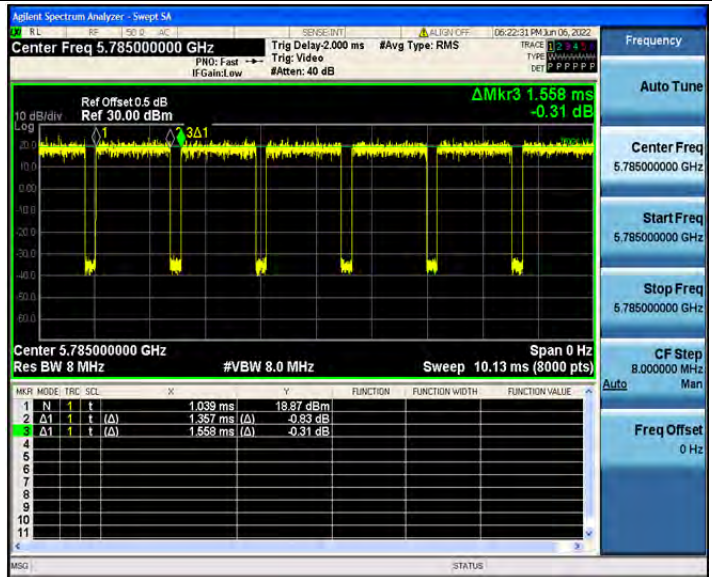 Agilent Spectrum Analyzer - Swept SA
RL RF 50 Ω AC SENSE:INT ALIGN OFF 06:22:31 PM Jun 06, 2022
Center Freq 5.785000000 GHz
PNO: Fast
IFGain:Low
Trig Delay-2.000 ms
Trig: Video
#Atten: 40 dB
#Avg Type: RMS
TRACE 1 2 3 4 5 6
TYPE
DET P P P P P P
Frequency
ΔMkr3 1.558 ms
-0.31 dB
Ref Offset 0.5 dB
10 dB/div Ref 30.00 dBm
Log
1 2 3Δ1
20.0
10.0
0.00
-10.0
-20.0
-30.0
-40.0
-50.0
-60.0
Center 5.785000000 GHz Span 0 Hz
Res BW 8 MHz #VBW 8.0 MHz Sweep 10.13 ms (8000 pts)
MKR MODE TRC SCL X Y FUNCTION FUNCTION WIDTH FUNCTION VALUE
1 N 1 t 1.039 ms 18.87 dBm
2 Δ1 1 t (Δ) 1.357 ms (Δ) -0.83 dB
3 Δ1 1 t (Δ) 1.558 ms (Δ) -0.31 dB
4
5
6
7
8
9
10
11
MSG STATUS
Auto Tune
Center Freq
5.785000000 GHz
Start Freq
5.785000000 GHz
Stop Freq
5.785000000 GHz
CF Step
8.000000 MHz
Auto Man
Freq Offset
0 Hz